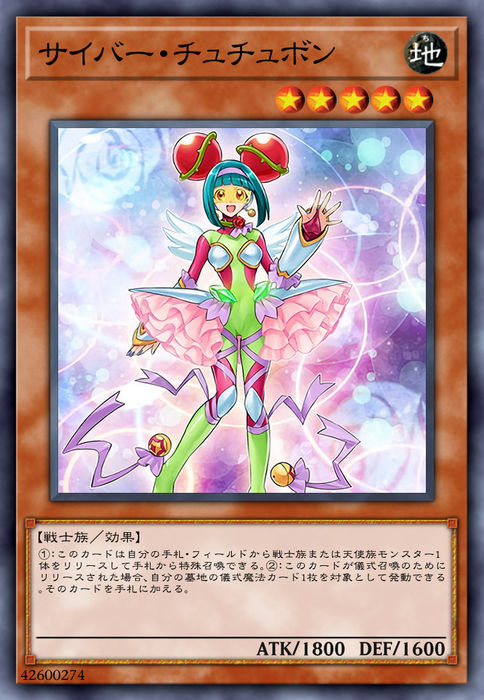 サイバー・チュチュボン
ち
地
【戦士族／効果】
①：このカードは自分の手札・フィールドから戦士族または天使族モンスター1
体をリリースして手札から特殊召喚できる。②：このカードが儀式召喚のために
リリースされた場合、自分の墓地の儀式魔法カード1枚を対象として発動できる
。そのカードを手札に加える。
ATK/1800 DEF/1600
42600274